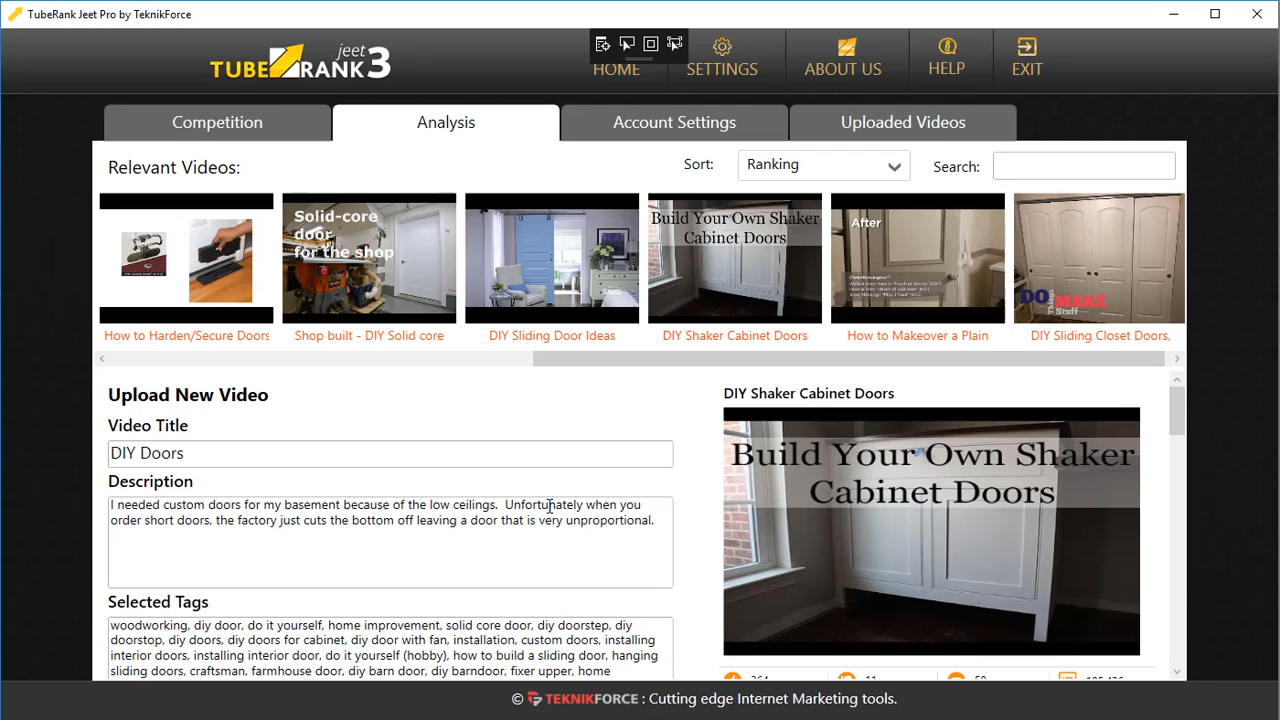 TubeRank Jeet Pro by TeknikForce
TUBE RANK jeet 3
HOME
SETTINGS
ABOUT US
HELP
EXIT
Competition
Analysis
Account Settings
Uploaded Videos
Relevant Videos:
Sort:
Ranking
Search:
Solid-core
door
for the shop
Build Your Own Shaker
Cabinet Doors
After
DO Things
MAKE
Stuff
How to Harden/Secure Doors
Shop built - DIY Solid core
DIY Sliding Door Ideas
DIY Shaker Cabinet Doors
How to Makeover a Plain
DIY Sliding Closet Doors,
Upload New Video
Video Title
DIY Doors
Description
I needed custom doors for my basement because of the low ceilings.  Unfortunately when you
order short doors, the factory just cuts the bottom off leaving a door that is very unproportional.
Selected Tags
woodworking, diy door, do it yourself, home improvement, solid core door, diy doorstep, diy
doorstop, diy doors, diy doors for cabinet, diy door with fan, installation, custom doors, installing
interior doors, installing interior door, do it yourself (hobby), how to build a sliding door, hanging
sliding doors, craftsman, farmhouse door, diy barn door, diy barndoor, fixer upper, home
DIY Shaker Cabinet Doors
Build Your Own Shaker
Cabinet Doors
© TEKNIKFORCE : Cutting edge Internet Marketing tools.